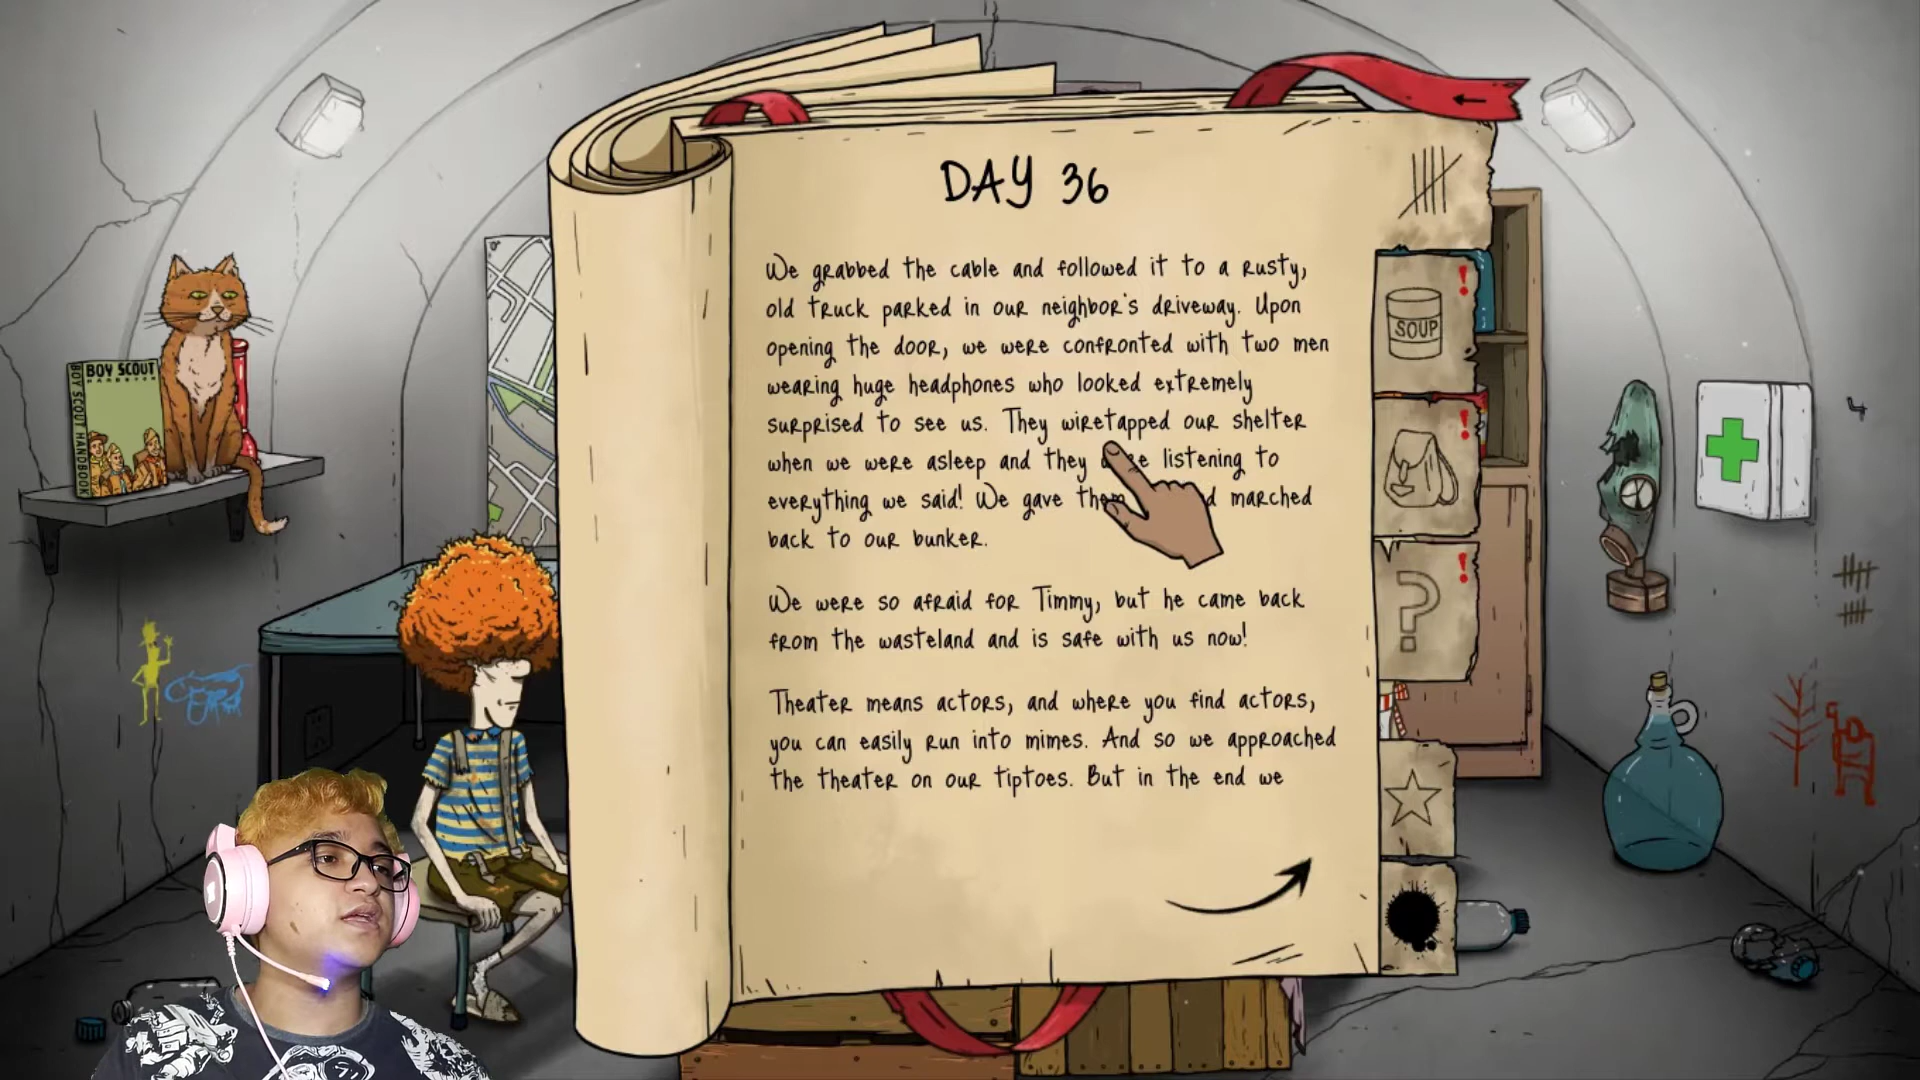 DAY 36
We grabbed the cable and followed it to a rusty,
old truck parked in our neighbor's driveway. Upon
opening the door, we were confronted with two men
wearing huge headphones who looked extremely
surprised to see us. They wiretapped our shelter
when we were asleep and they listening to
everything we said! We gave marched
back to our bunker.
We were so afraid for Timmy, but he came back
from the wasteland and is safe with us now!
Theater means actors, and where you find actors,
you can easily run into mimes. And so we approached
the theater on our tiptoes. But in the end we
SOUP
!
!
?
!
BOY SCOUT
HANDBOOK
BOY SCOUT HANDBOOK